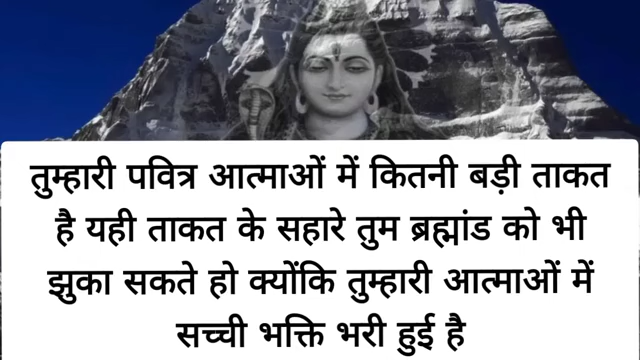 तुम्हारी पवित्र आत्माओं में कितनी बड़ी ताकत
है यही ताकत के सहारे तुम ब्रह्मांड को भी
झुका सकते हो क्योंकि तुम्हारी आत्माओं में
सच्ची भक्ति भरी हुई है